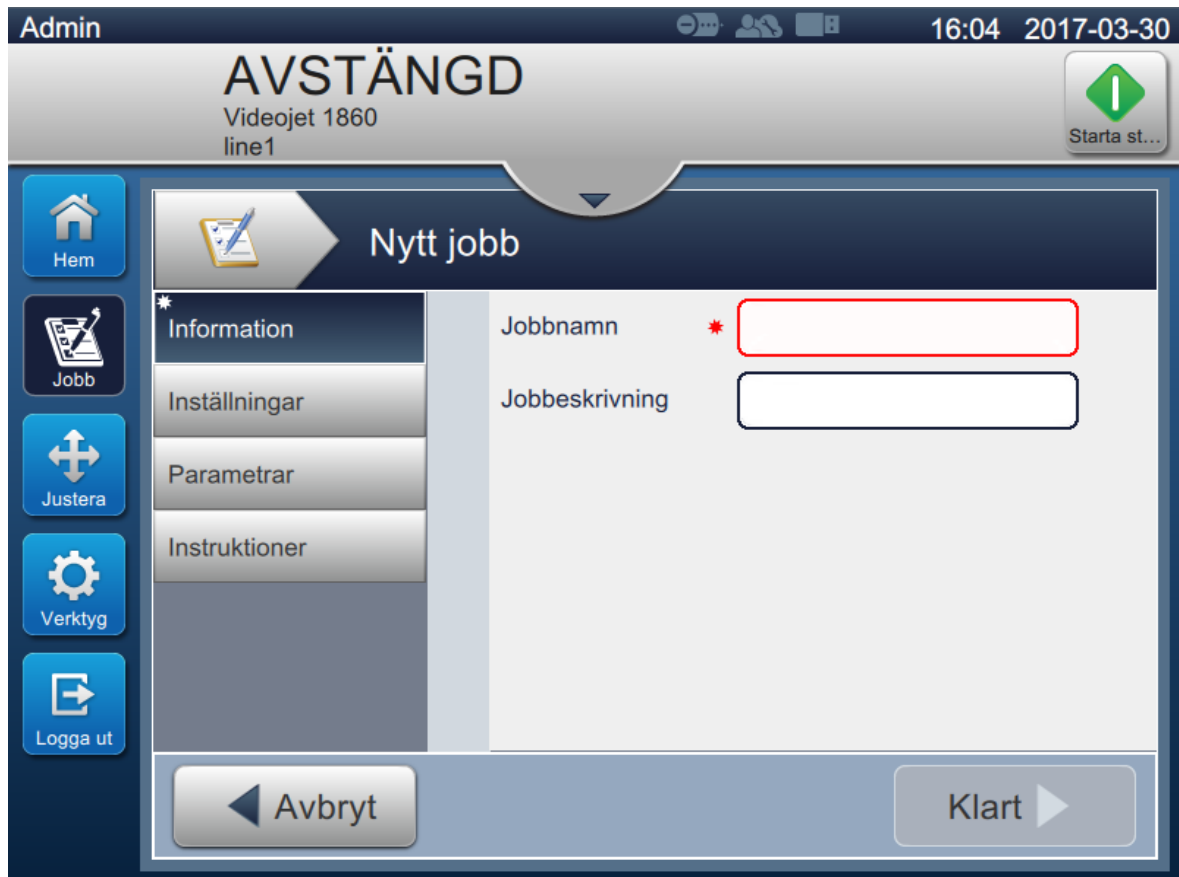 Admin
16:04 2017-03-30
AVSTÄNGD
Videojet 1860
line1
Starta st...
Hem
Jobb
Justera
Verktyg
Logga ut
Nytt jobb
Information
Inställningar
Parametrar
Instruktioner
Jobbnamn
Jobbeskrivning
Avbryt
Klart